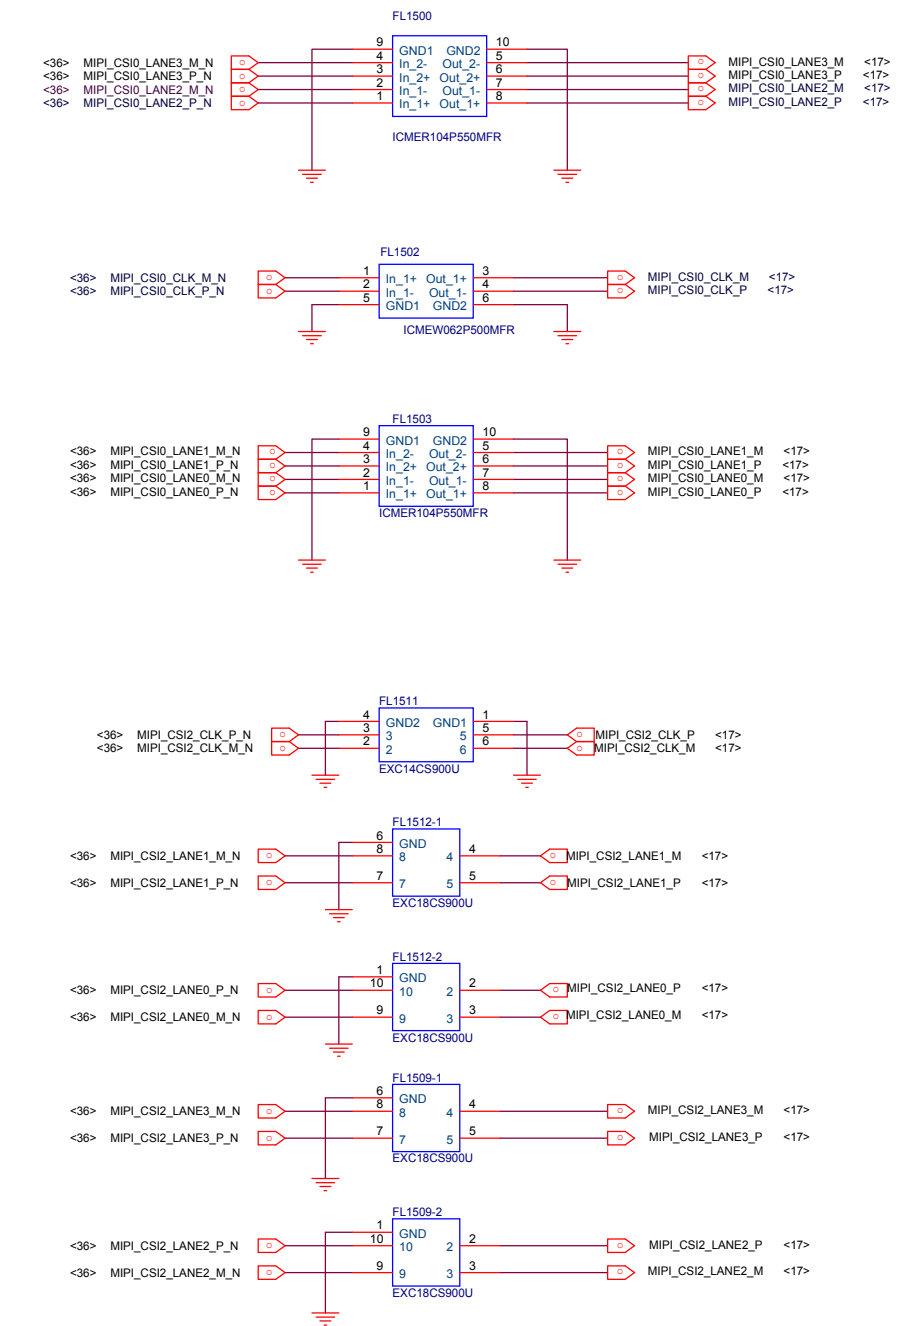 FL1500
9 GND1 GND2 10
<36> MIPI_CSI0_LANE3_M_N 4 In_2- Out_2- 5 MIPI_CSI0_LANE3_M <17>
<36> MIPI_CSI0_LANE3_P_N 3 In_2+ Out_2+ 6 MIPI_CSI0_LANE3_P <17>
<36> MIPI_CSI0_LANE2_M_N 2 In_1- Out_1- 7 MIPI_CSI0_LANE2_M <17>
<36> MIPI_CSI0_LANE2_P_N 1 In_1+ Out_1+ 8 MIPI_CSI0_LANE2_P <17>
ICMER104P550MFR
FL1502
<36> MIPI_CSI0_CLK_M_N 1 In_1+ Out_1+ 3 MIPI_CSI0_CLK_M <17>
<36> MIPI_CSI0_CLK_P_N 2 In_1- Out_1- 4 MIPI_CSI0_CLK_P <17>
5 GND1 GND2 6
ICMEW062P500MFR
FL1503
9 GND1 GND2 10
<36> MIPI_CSI0_LANE1_M_N 4 In_2- Out_2- 5 MIPI_CSI0_LANE1_M <17>
<36> MIPI_CSI0_LANE1_P_N 3 In_2+ Out_2+ 6 MIPI_CSI0_LANE1_P <17>
<36> MIPI_CSI0_LANE0_M_N 2 In_1- Out_1- 7 MIPI_CSI0_LANE0_M <17>
<36> MIPI_CSI0_LANE0_P_N 1 In_1+ Out_1+ 8 MIPI_CSI0_LANE0_P <17>
ICMER104P550MFR
FL1511
4 GND2 GND1 1
<36> MIPI_CSI2_CLK_P_N 3 3 5 5 MIPI_CSI2_CLK_P <17>
<36> MIPI_CSI2_CLK_M_N 2 2 6 6 MIPI_CSI2_CLK_M <17>
EXC14CS900U
FL1512-1
6 GND
<36> MIPI_CSI2_LANE1_M_N 8 8 4 4 MIPI_CSI2_LANE1_M <17>
<36> MIPI_CSI2_LANE1_P_N 7 7 5 5 MIPI_CSI2_LANE1_P <17>
EXC18CS900U
FL1512-2
1 GND
<36> MIPI_CSI2_LANE0_P_N 10 10 2 2 MIPI_CSI2_LANE0_P <17>
<36> MIPI_CSI2_LANE0_M_N 9 9 3 3 MIPI_CSI2_LANE0_M <17>
EXC18CS900U
FL1509-1
6 GND
<36> MIPI_CSI2_LANE3_M_N 8 8 4 4 MIPI_CSI2_LANE3_M <17>
<36> MIPI_CSI2_LANE3_P_N 7 7 5 5 MIPI_CSI2_LANE3_P <17>
EXC18CS900U
FL1509-2
1 GND
<36> MIPI_CSI2_LANE2_P_N 10 10 2 2 MIPI_CSI2_LANE2_P <17>
<36> MIPI_CSI2_LANE2_M_N 9 9 3 3 MIPI_CSI2_LANE2_M <17>
EXC18CS900U